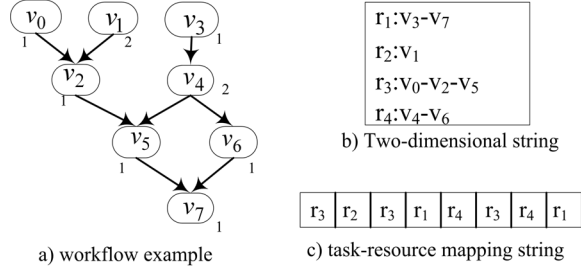 v0 v1 v3
1 2 1
v2 v4
1 2
v5 v6
1 1
v7
1
a) workflow example
r1:v3-v7
r2:v1
r3:v0-v2-v5
r4:v4-v6
b) Two-dimensional string
r3 r2 r3 r1 r4 r3 r4 r1
c) task-resource mapping string